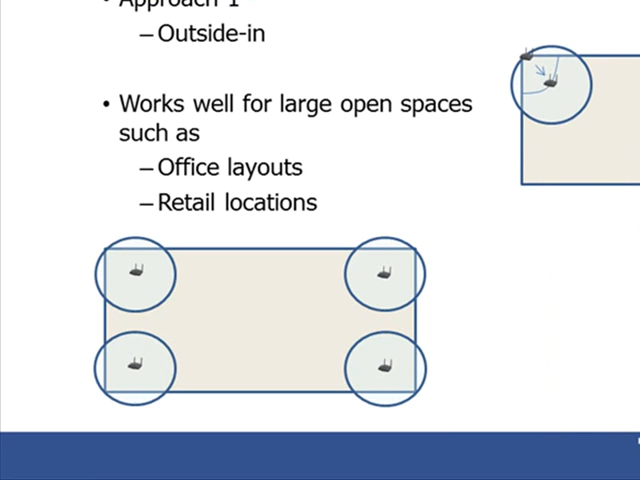 • Approach 1
– Outside-in
• Works well for large open spaces
such as
– Office layouts
– Retail locations